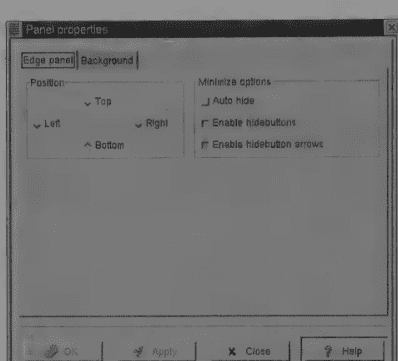 Panel properties
Edge panel Background
Position Minimize options
Top Auto hide
Left Right Enable hidebuttons
Bottom Enable hidebutton arrows
OK Apply Close Help